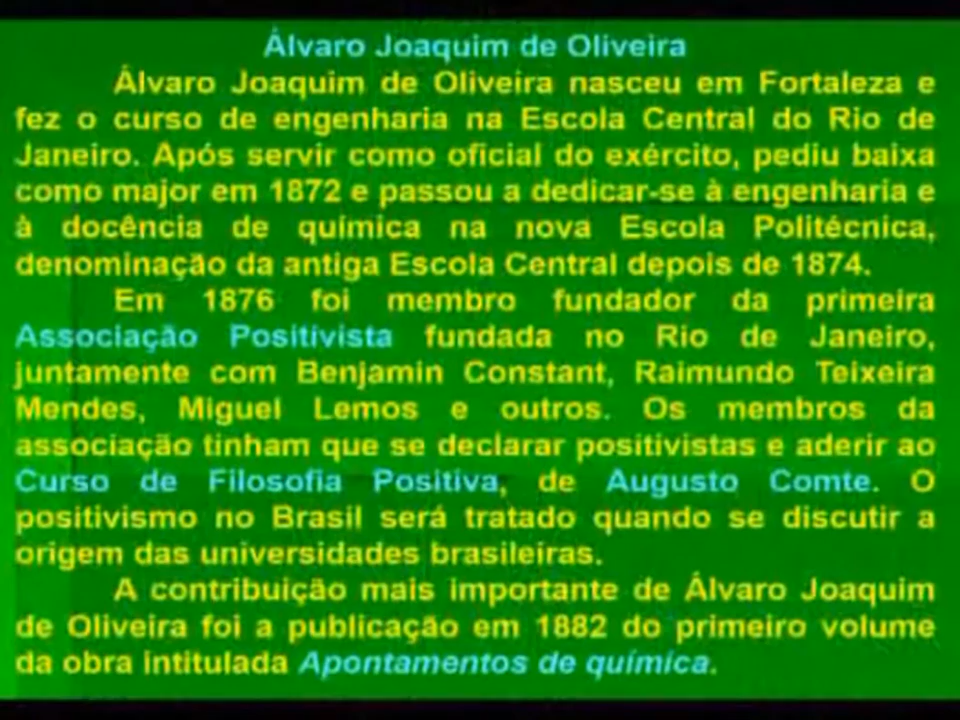 Álvaro Joaquim de Oliveira
Álvaro Joaquim de Oliveira nasceu em Fortaleza e
fez o curso de engenharia na Escola Central do Rio de
Janeiro. Após servir como oficial do exército, pediu baixa
como major em 1872 e passou a dedicar-se à engenharia e
à docência de química na nova Escola Politécnica,
denominação da antiga Escola Central depois de 1874.
Em 1876 foi membro fundador da primeira
Associação Positivista fundada no Rio de Janeiro,
juntamente com Benjamin Constant, Raimundo Teixeira
Mendes, Miguel Lemos e outros. Os membros da
associação tinham que se declarar positivistas e aderir ao
Curso de Filosofia Positiva, de Augusto Comte. O
positivismo no Brasil será tratado quando se discutir a
origem das universidades brasileiras.
A contribuição mais importante de Álvaro Joaquim
de Oliveira foi a publicação em 1882 do primeiro volume
da obra intitulada Apontamentos de química.